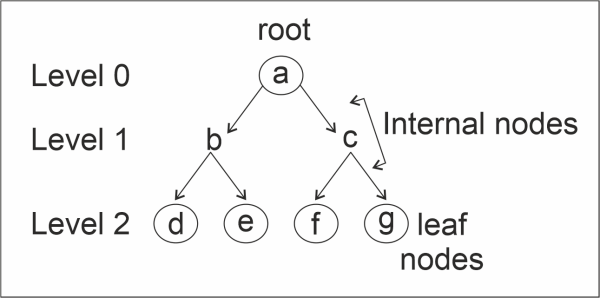 root
Level 0
a
Level 1
b
c
Internal nodes
Level 2
d
e
f
g
leaf
nodes